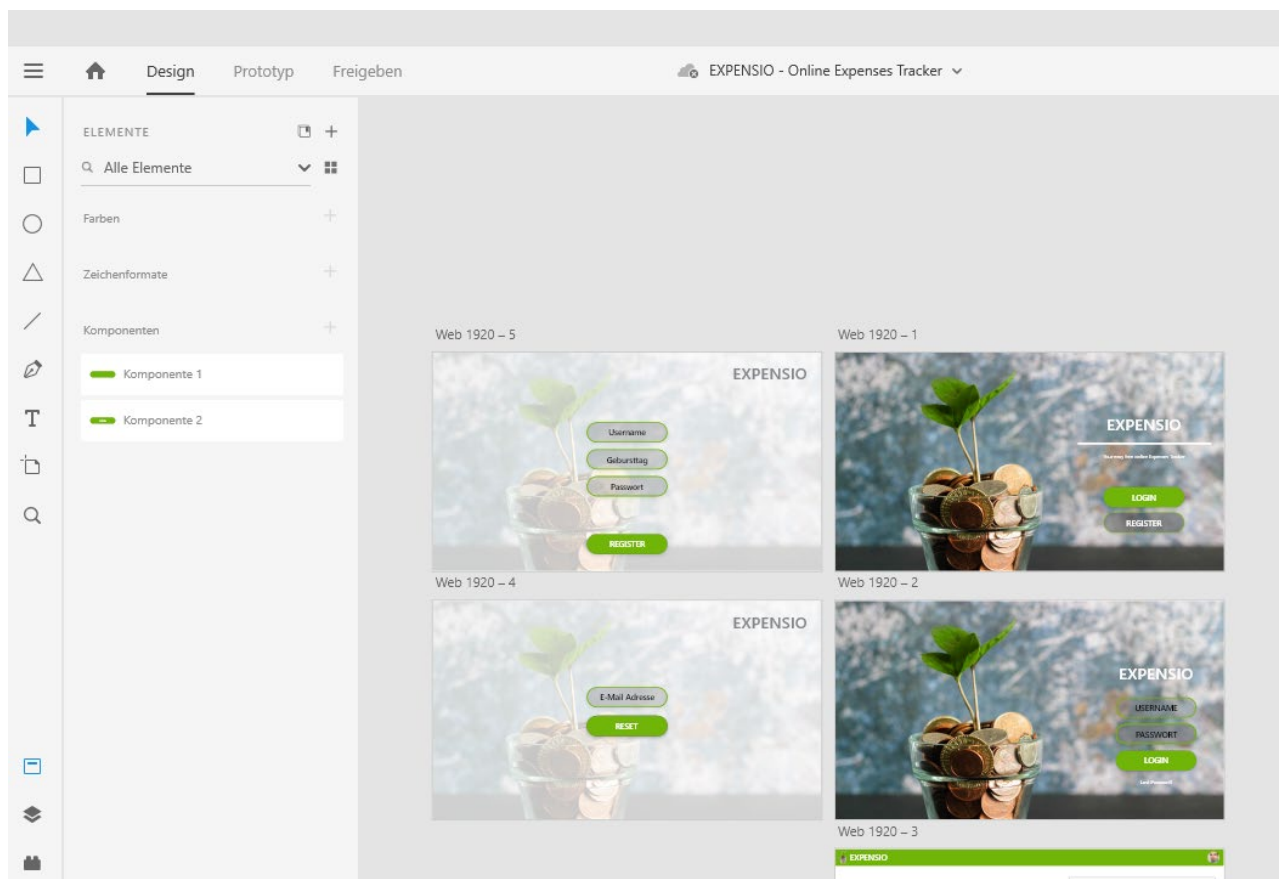 Design Prototyp Freigeben EXPENSIO - Online Expenses Tracker
ELEMENTE
Alle Elemente
Farben
Zeichenformate
Komponenten
Komponente 1
Komponente 2
Web 1920 – 5
EXPENSIO
Username
Geburtstag
Passwort
REGISTER
Web 1920 – 1
EXPENSIO
LOGIN
REGISTER
Web 1920 – 4
EXPENSIO
E-Mail Adresse
RESET
Web 1920 – 2
EXPENSIO
USERNAME
PASSWORT
LOGIN
Web 1920 – 3
EXPENSIO